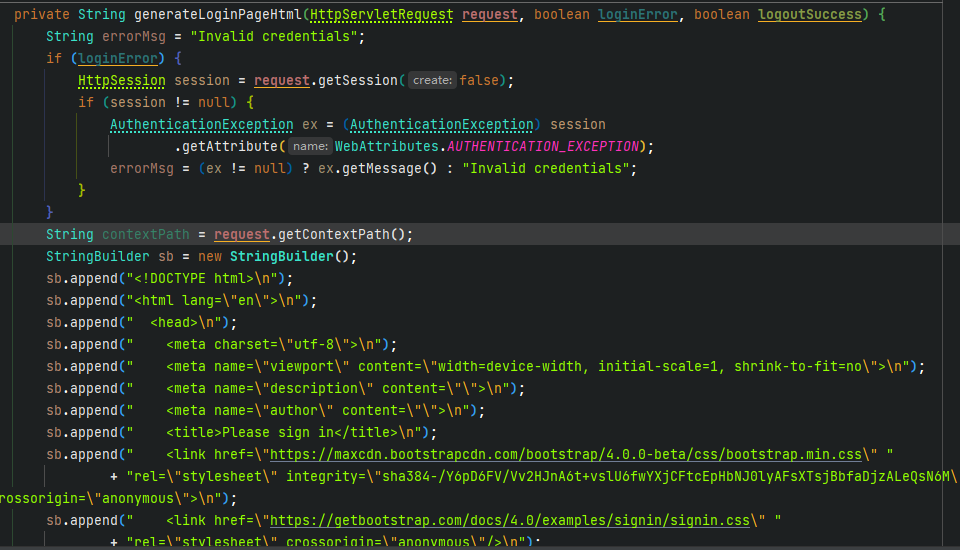 private String generateLoginPageHtml(HttpServletRequest request, boolean loginError, boolean logoutSuccess) {
String errorMsg = "Invalid credentials";
if (loginError) {
HttpSession session = request.getSession( create: false);
if (session != null) {
AuthenticationException ex = (AuthenticationException) session
.getAttribute( name: WebAttributes.AUTHENTICATION_EXCEPTION);
errorMsg = (ex != null) ? ex.getMessage() : "Invalid credentials";
}
}
String contextPath = request.getContextPath();
StringBuilder sb = new StringBuilder();
sb.append("<!DOCTYPE html>\n");
sb.append("<html lang=\"en\">\n");
sb.append("  <head>\n");
sb.append("    <meta charset=\"utf-8\">\n");
sb.append("    <meta name=\"viewport\" content=\"width=device-width, initial-scale=1, shrink-to-fit=no\">\n");
sb.append("    <meta name=\"description\" content=\"\">\n");
sb.append("    <meta name=\"author\" content=\"\">\n");
sb.append("    <title>Please sign in</title>\n");
sb.append("    <link href=\"https://maxcdn.bootstrapcdn.com/bootstrap/4.0.0-beta/css/bootstrap.min.css\" "
+ "rel=\"stylesheet\" integrity=\"sha384-/Y6pD6FV/Vv2HJnA6t+vslU6fwYXjCFtcEpHbNJ0lyAFsXTsjBbfaDjzALeQsN6M\
rossorigin=\"anonymous\">\n");
sb.append("    <link href=\"https://getbootstrap.com/docs/4.0/examples/signin/signin.css\" "
+ "rel=\"stylesheet\" crossorigin=\"anonymous\"/>\n");